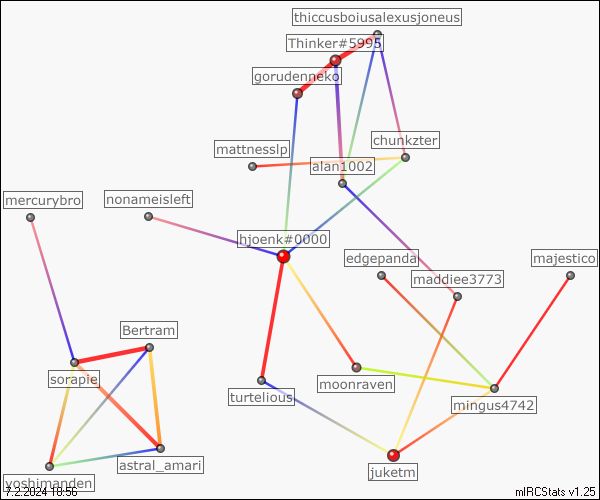 thiccusboiusalexusjoneus
Thinker#5995
gorudenneko
chunkzter
mattnesslp
alan1002
mercurybro
nonameisleft
hjoenk#0000
edgepanda
majestico
maddiee3773
Bertram
sorapie
moonraven
turtelious
mingus4742
astral_amari
juketm
yoshimanden
7.2.2024 18:56
mIRCStats v1.25